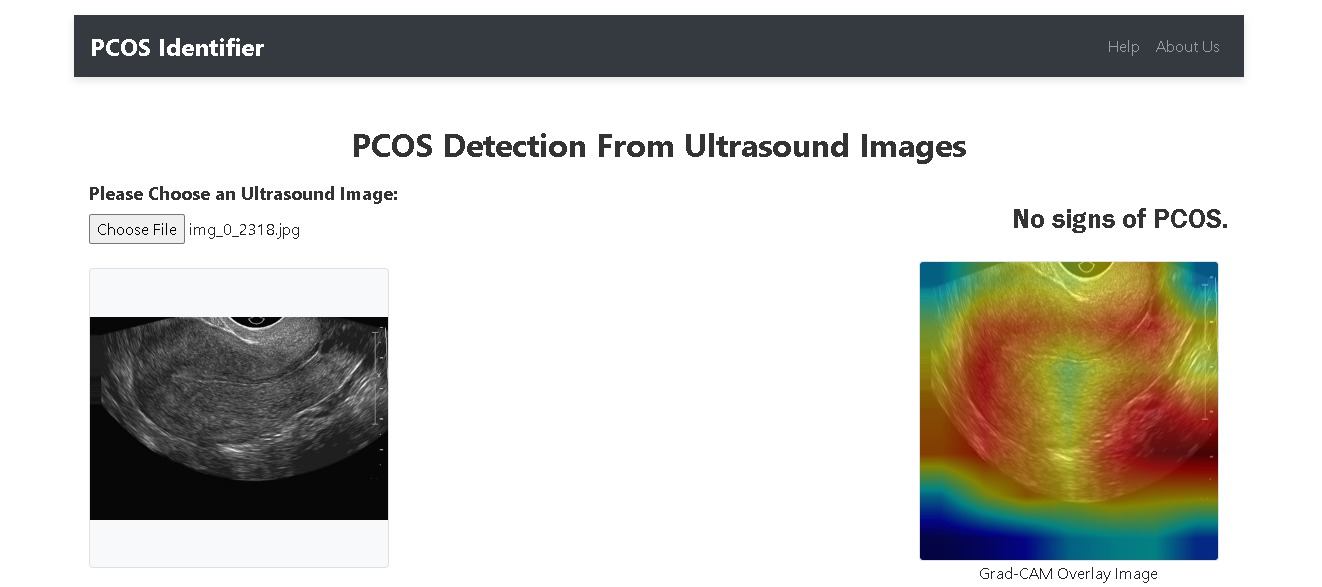 PCOS Identifier
Help
About Us
PCOS Detection From Ultrasound Images
Please Choose an Ultrasound Image:
Choose File img_0_2318.jpg
No signs of PCOS.
Grad-CAM Overlay Image